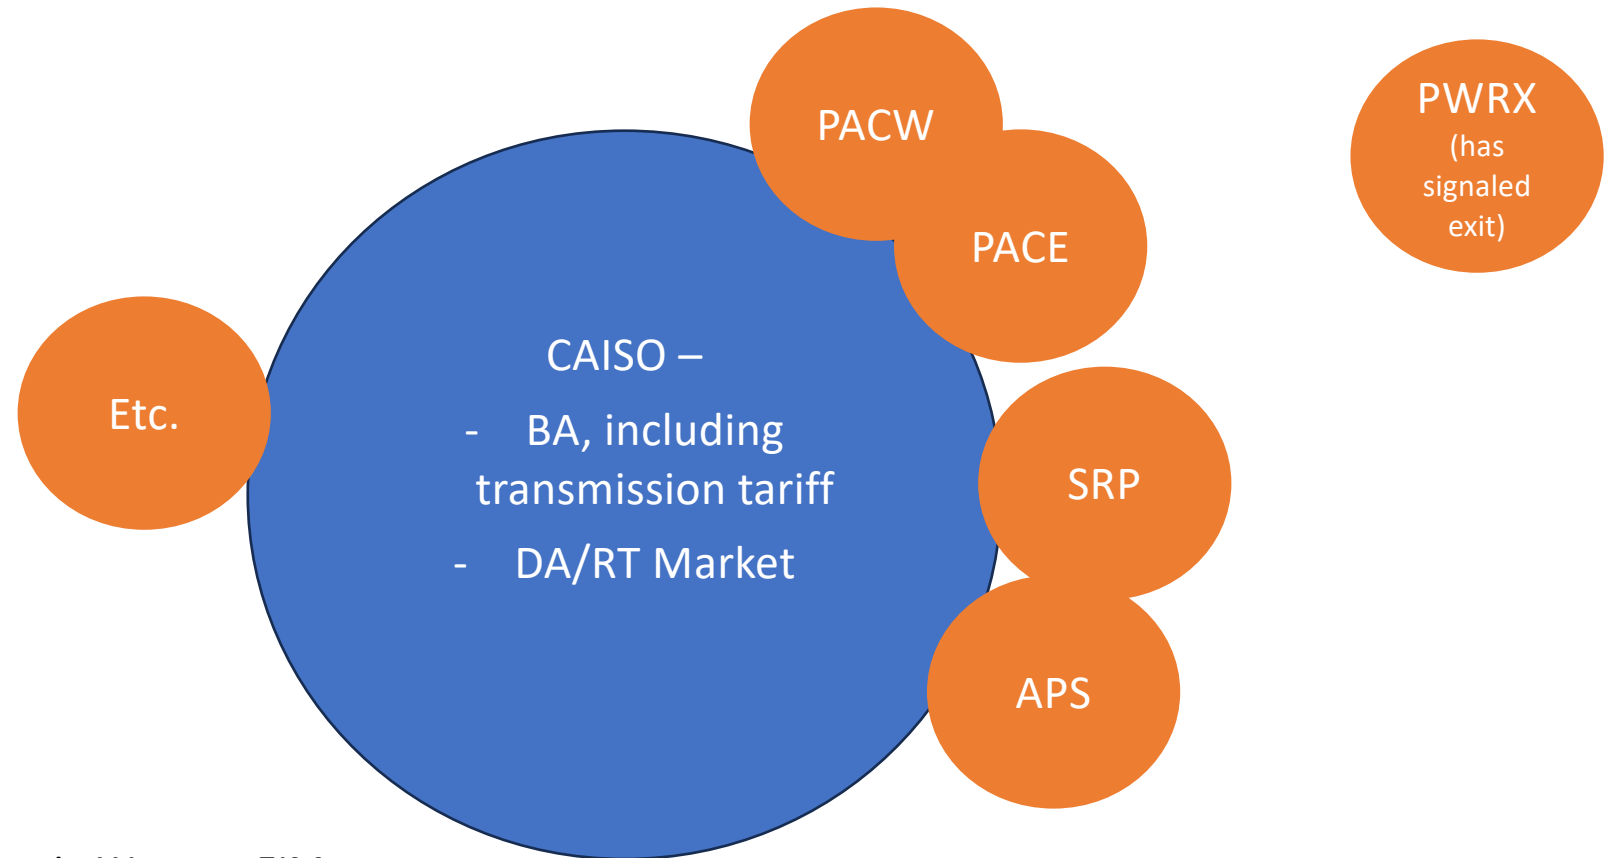 PACW
PWRX
(has
signaled
exit)
PACE
CAISO –
- BA, including
transmission tariff
- DA/RT Market
Etc.
SRP
APS